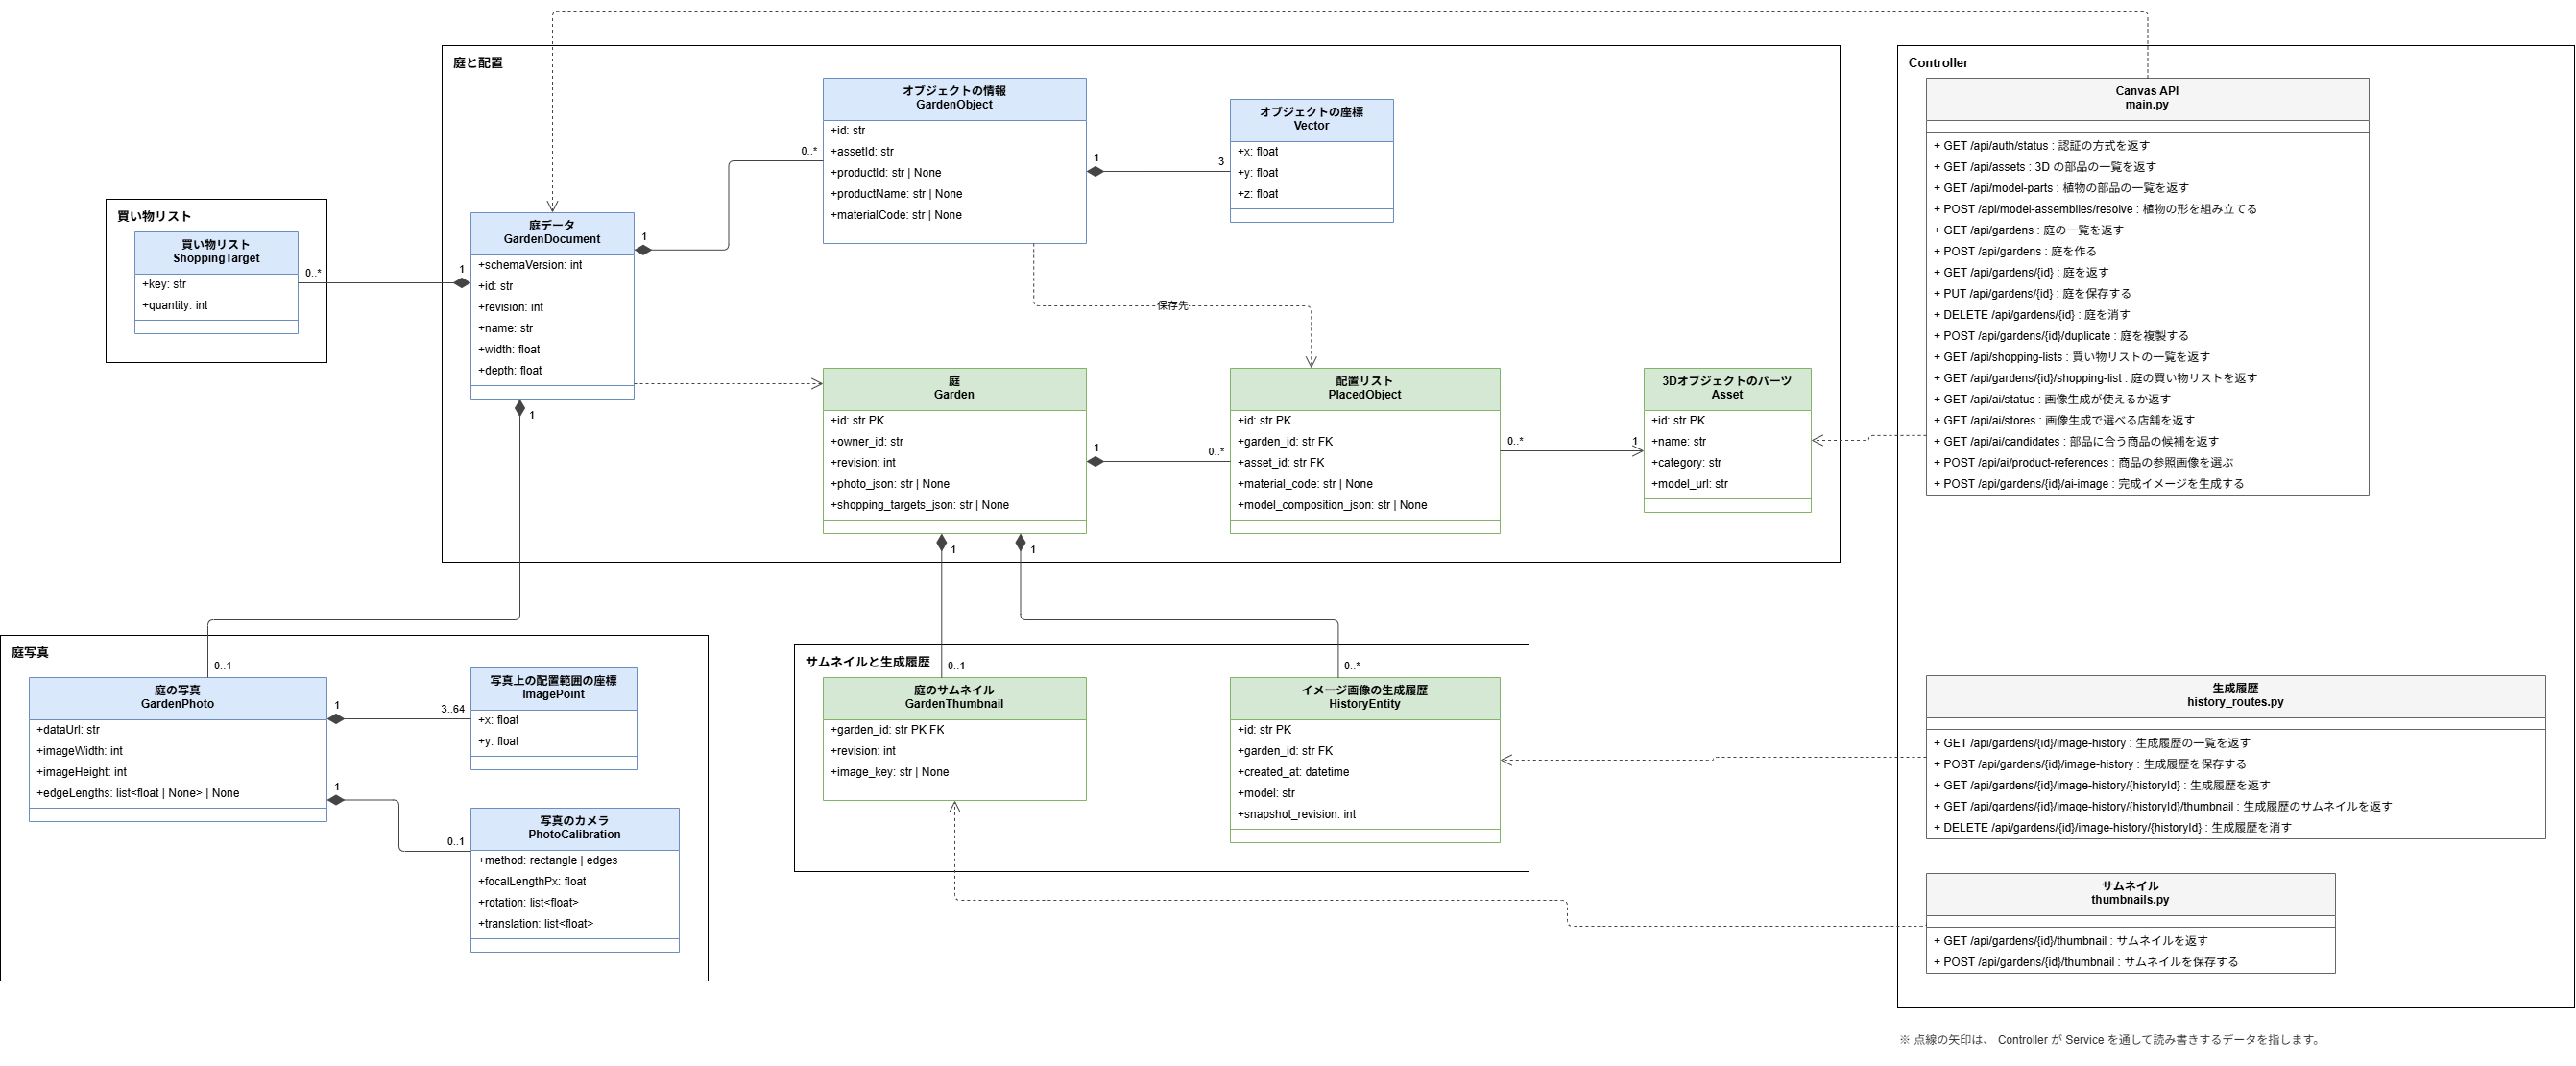 庭と配置
オブジェクトの情報
GardenObject
+id: str
+assetId: str
+productId: str | None
+productName: str | None
+materialCode: str | None
オブジェクトの座標
Vector
+x: float
+y: float
+z: float
0..*
1
1
3
買い物リスト
買い物リスト
ShoppingTarget
+key: str
+quantity: int
0..*
1
庭データ
GardenDocument
+schemaVersion: int
+id: str
+revision: int
+name: str
+width: float
+depth: float
1
保存先
庭
Garden
+id: str PK
+owner_id: str
+revision: int
+photo_json: str | None
+shopping_targets_json: str | None
1
0..*
配置リスト
PlacedObject
+id: str PK
+garden_id: str FK
+asset_id: str FK
+material_code: str | None
+model_composition_json: str | None
0..*
1
3Dオブジェクトのパーツ
Asset
+id: str PK
+name: str
+category: str
+model_url: str
1
1
庭写真
0..1
庭の写真
GardenPhoto
+dataUrl: str
+imageWidth: int
+imageHeight: int
+edgeLengths: list<float | None> | None
1
3..64
1
0..1
写真上の配置範囲の座標
ImagePoint
+x: float
+y: float
写真のカメラ
PhotoCalibration
+method: rectangle | edges
+focalLengthPx: float
+rotation: list<float>
+translation: list<float>
サムネイルと生成履歴
0..1
0..*
庭のサムネイル
GardenThumbnail
+garden_id: str PK FK
+revision: int
+image_key: str | None
イメージ画像の生成履歴
HistoryEntity
+id: str PK
+garden_id: str FK
+created_at: datetime
+model: str
+snapshot_revision: int
Controller
Canvas API
main.py
+ GET /api/auth/status : 認証の方式を返す
+ GET /api/assets : 3D の部品の一覧を返す
+ GET /api/model-parts : 植物の部品の一覧を返す
+ POST /api/model-assemblies/resolve : 植物の形を組み立てる
+ GET /api/gardens : 庭の一覧を返す
+ POST /api/gardens : 庭を作る
+ GET /api/gardens/{id} : 庭を返す
+ PUT /api/gardens/{id} : 庭を保存する
+ DELETE /api/gardens/{id} : 庭を消す
+ POST /api/gardens/{id}/duplicate : 庭を複製する
+ GET /api/shopping-lists : 買い物リストの一覧を返す
+ GET /api/gardens/{id}/shopping-list : 庭の買い物リストを返す
+ GET /api/ai/status : 画像生成が使えるか返す
+ GET /api/ai/stores : 画像生成で選べる店舗を返す
+ GET /api/ai/candidates : 部品に合う商品の候補を返す
+ POST /api/ai/product-references : 商品の参照画像を選ぶ
+ POST /api/gardens/{id}/ai-image : 完成イメージを生成する
生成履歴
history_routes.py
+ GET /api/gardens/{id}/image-history : 生成履歴の一覧を返す
+ POST /api/gardens/{id}/image-history : 生成履歴を保存する
+ GET /api/gardens/{id}/image-history/{historyId} : 生成履歴を返す
+ GET /api/gardens/{id}/image-history/{historyId}/thumbnail : 生成履歴のサムネイルを返す
+ DELETE /api/gardens/{id}/image-history/{historyId} : 生成履歴を消す
サムネイル
thumbnails.py
+ GET /api/gardens/{id}/thumbnail : サムネイルを返す
+ POST /api/gardens/{id}/thumbnail : サムネイルを保存する
※ 点線の矢印は、 Controller が Service を通して読み書きするデータを指します。